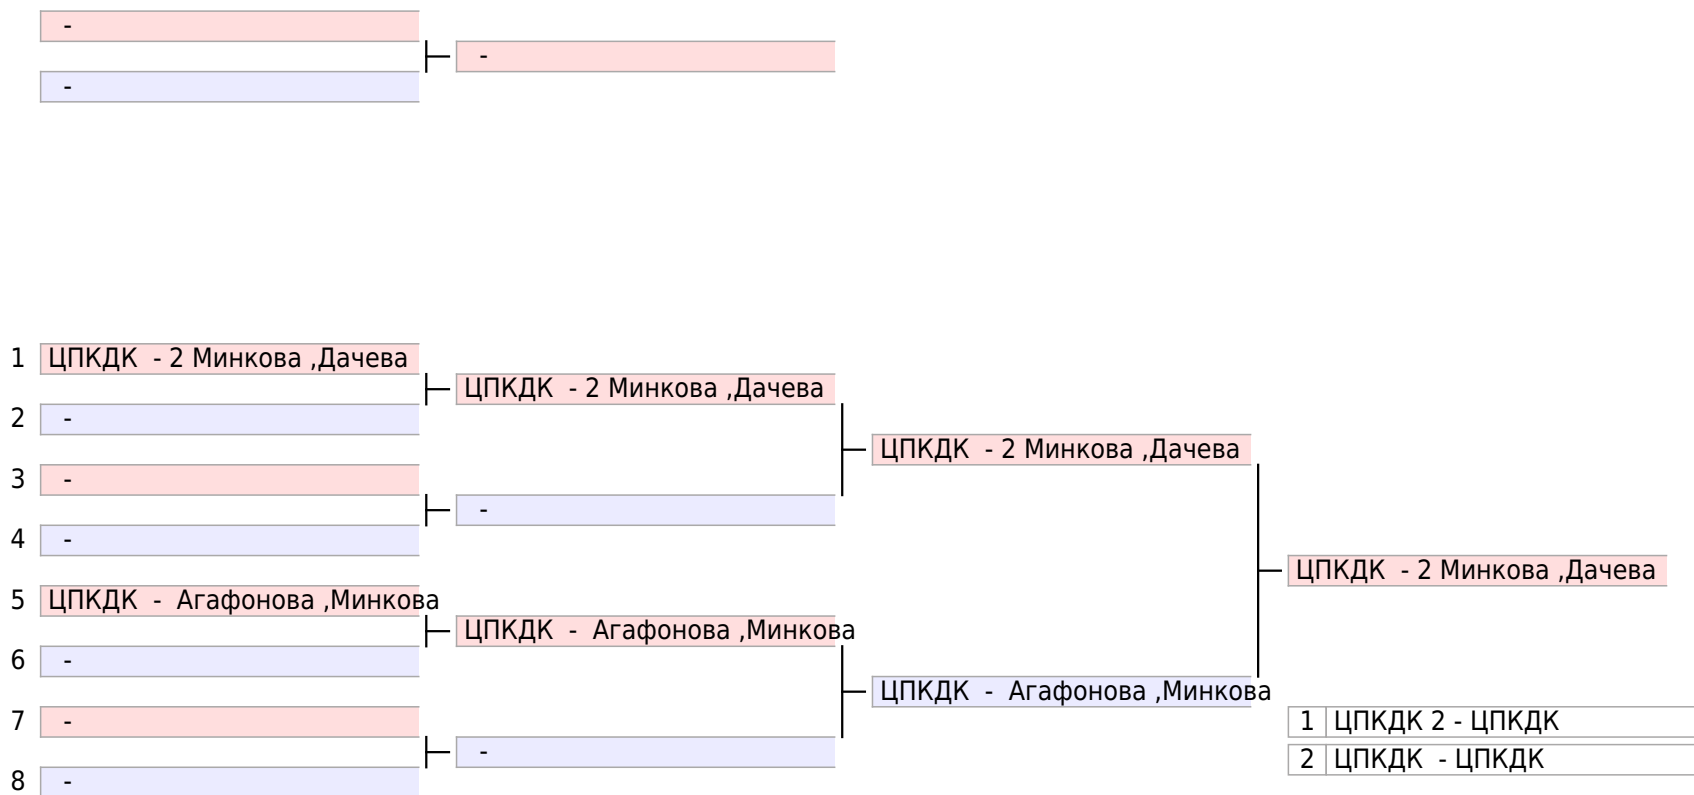 -
-
-
1 ЦПКДК - 2 Минкова ,Дачева
ЦПКДК - 2 Минкова ,Дачева
2 -
ЦПКДК - 2 Минкова ,Дачева
3 -
-
4 -
ЦПКДК - 2 Минкова ,Дачева
5 ЦПКДК - Агафонова ,Минкова
ЦПКДК - Агафонова ,Минкова
6 -
ЦПКДК - Агафонова ,Минкова
7 -
1 ЦПКДК 2 - ЦПКДК
-
2 ЦПКДК - ЦПКДК
8 -